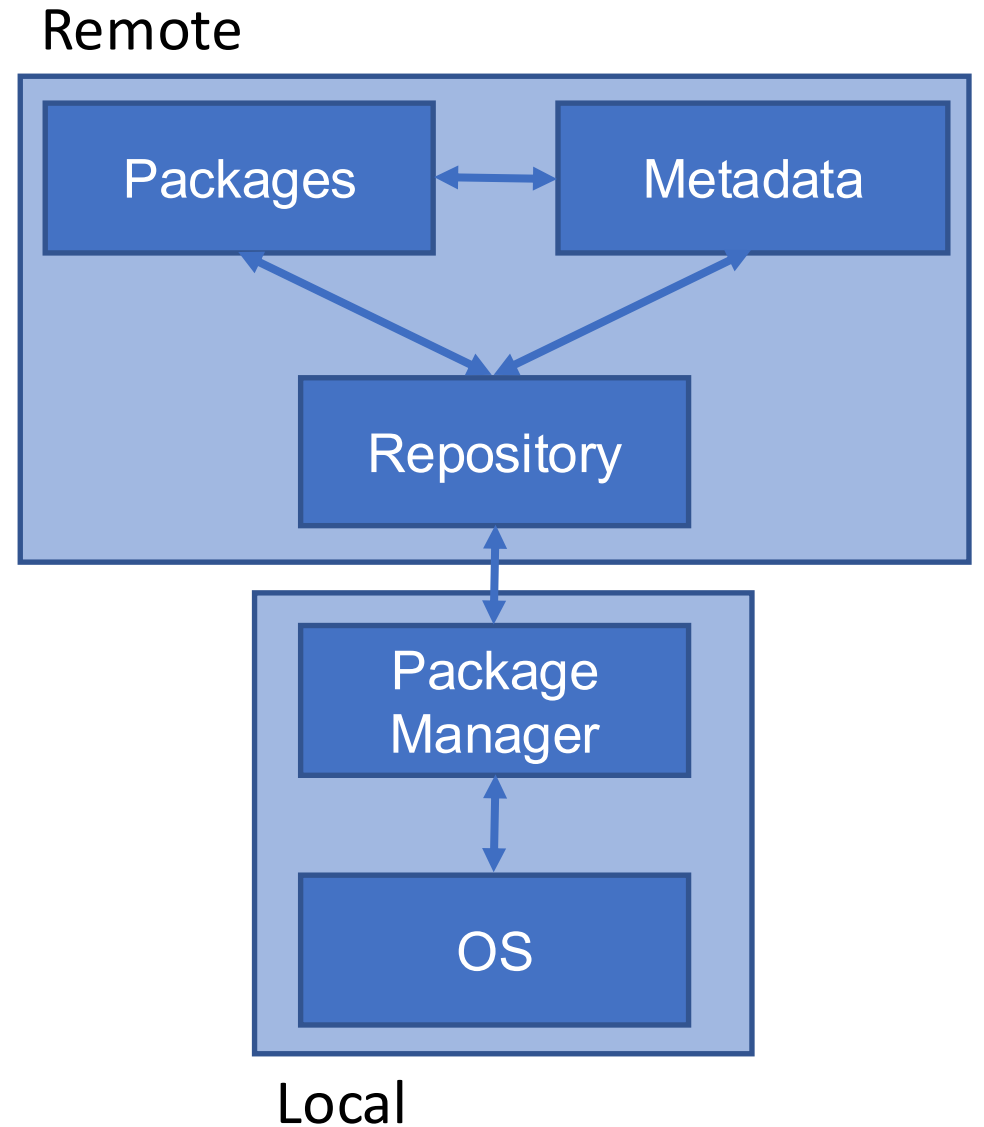 Remote
Packages
Metadata
Repository
Package
Manager
OS
Local